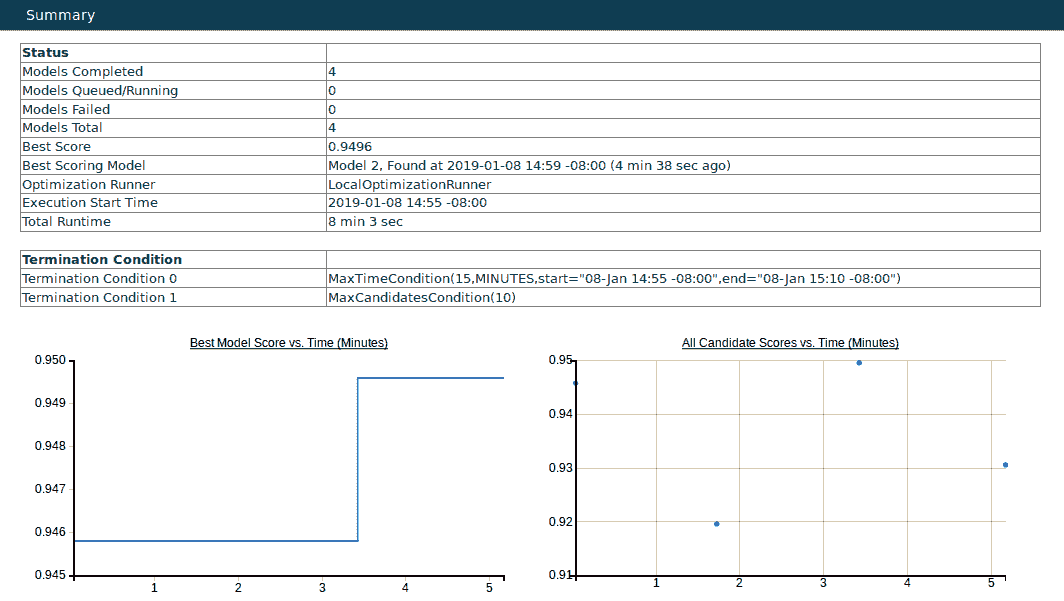 Summary
Status
Models Completed 4
Models Queued/Running 0
Models Failed 0
Models Total 4
Best Score 0.9496
Best Scoring Model Model 2, Found at 2019-01-08 14:59 -08:00 (4 min 38 sec ago)
Optimization Runner LocalOptimizationRunner
Execution Start Time 2019-01-08 14:55 -08:00
Total Runtime 8 min 3 sec
Termination Condition
Termination Condition 0 MaxTimeCondition(15,MINUTES,start="08-Jan 14:55 -08:00",end="08-Jan 15:10 -08:00")
Termination Condition 1 MaxCandidatesCondition(10)
Best Model Score vs. Time (Minutes)
0.950
0.949
0.948
0.947
0.946
0.945
1 2 3 4 5
All Candidate Scores vs. Time (Minutes)
0.95
0.94
0.93
0.92
0.91
1 2 3 4 5